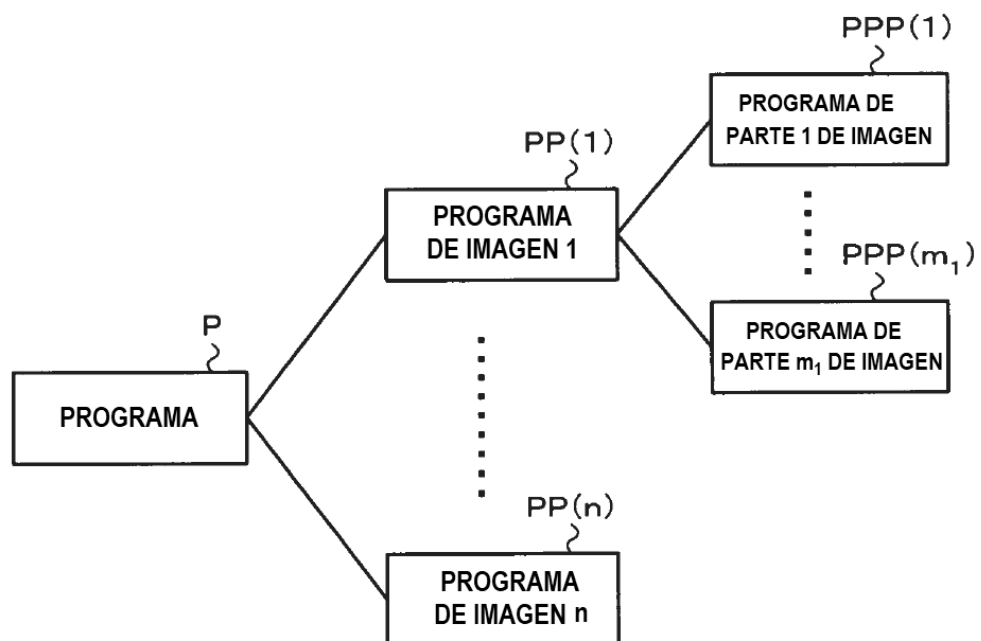 PPP(1)
PROGRAMA DE
PARTE 1 DE IMAGEN
PP(1)
PROGRAMA
DE IMAGEN 1
PPP(m₁)
PROGRAMA DE
PARTE m₁ DE IMAGEN
P
PROGRAMA
PP(n)
PROGRAMA
DE IMAGEN n